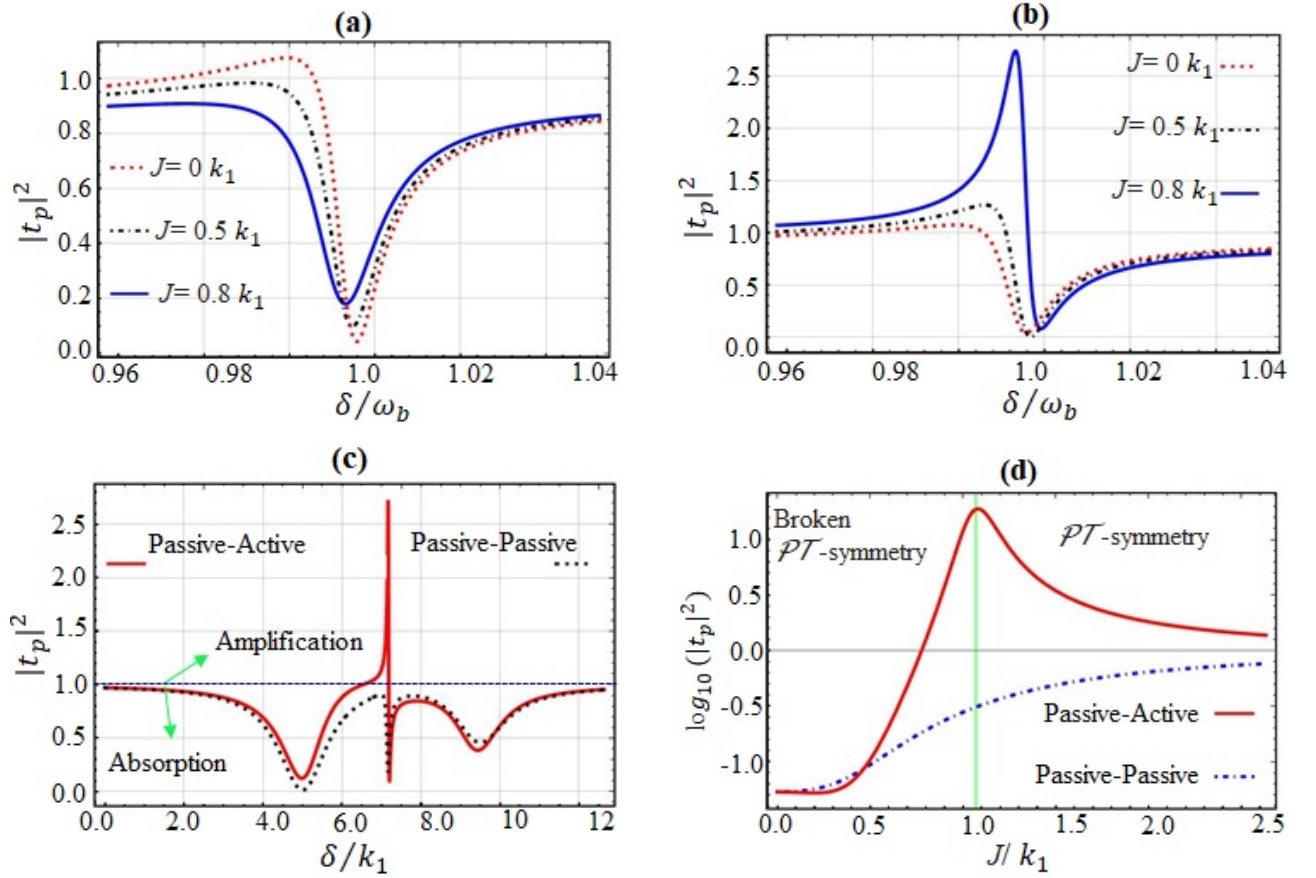 (a)
|t_p|^2
1.0
0.8
0.6
0.4
0.2
0.0
J= 0 k_1
J= 0.5 k_1
J= 0.8 k_1
0.96 0.98 1.0 1.02 1.04
δ/ω_b
(b)
|t_p|^2
2.5
2.0
1.5
1.0
0.5
0.0
J= 0 k_1
J= 0.5 k_1
J= 0.8 k_1
0.96 0.98 1.0 1.02 1.04
δ/ω_b
(c)
|t_p|^2
2.5
2.0
1.5
1.0
0.5
0.0
Passive-Active Passive-Passive
Amplification
Absorption
0.0 2.0 4.0 6.0 8.0 10 12
δ/k_1
(d)
log_10 (|t_p|^2)
1.0
0.5
0.0
-0.5
-1.0
Broken
𝒫𝒯-symmetry
𝒫𝒯-symmetry
Passive-Active
Passive-Passive
0.0 0.5 1.0 1.5 2.0 2.5
J/ k_1